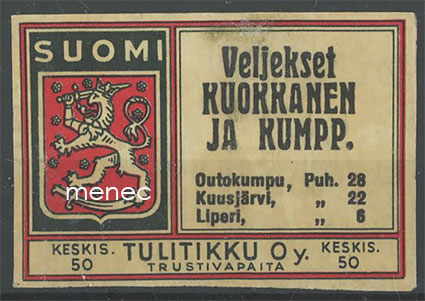 SUOMI
Veljekset
KUOKKANEN
JA KUMPP.
Outokumpu, Puh. 28
Kuusjärvi, „ 22
Liperi, „ 6
menec
KESKIS.
50
TULITIKKU Oy.
TRUSTIVAPAITA
KESKIS.
50